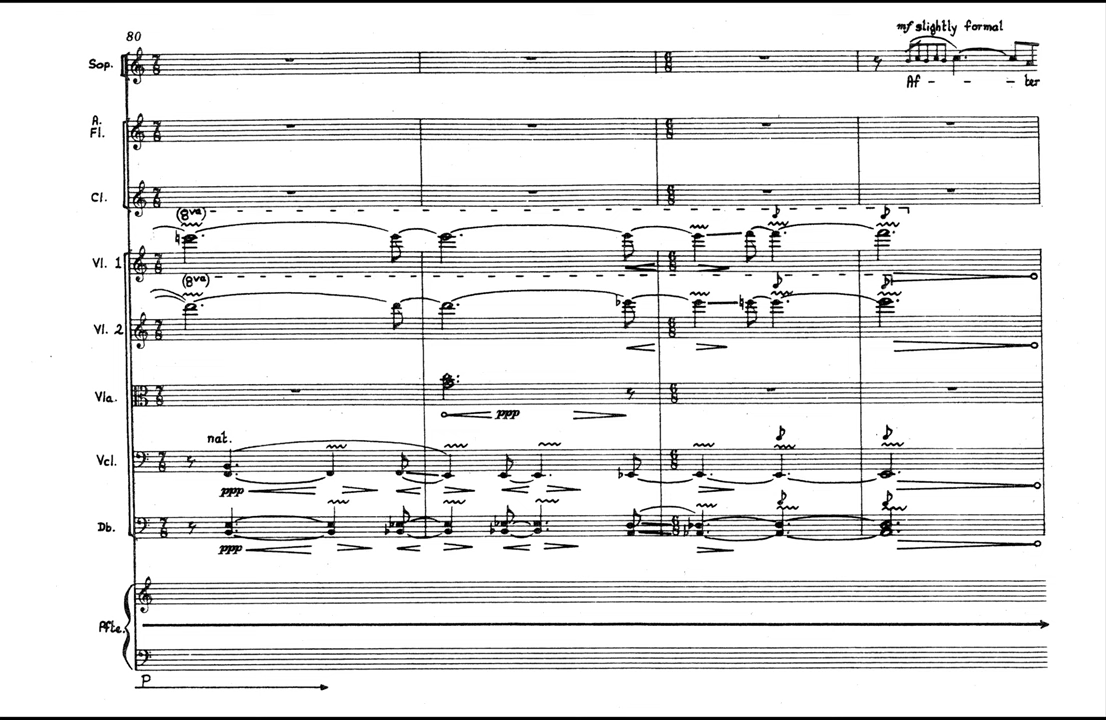 80
mf slightly formal
Sop.
Af - - - ter
A.
Fl.
Cl.
(8va)
Vl. 1
(8va)
Vl. 2
Vla.
ppp
nat.
Vcl.
ppp
Db.
ppp
Pfte.
P